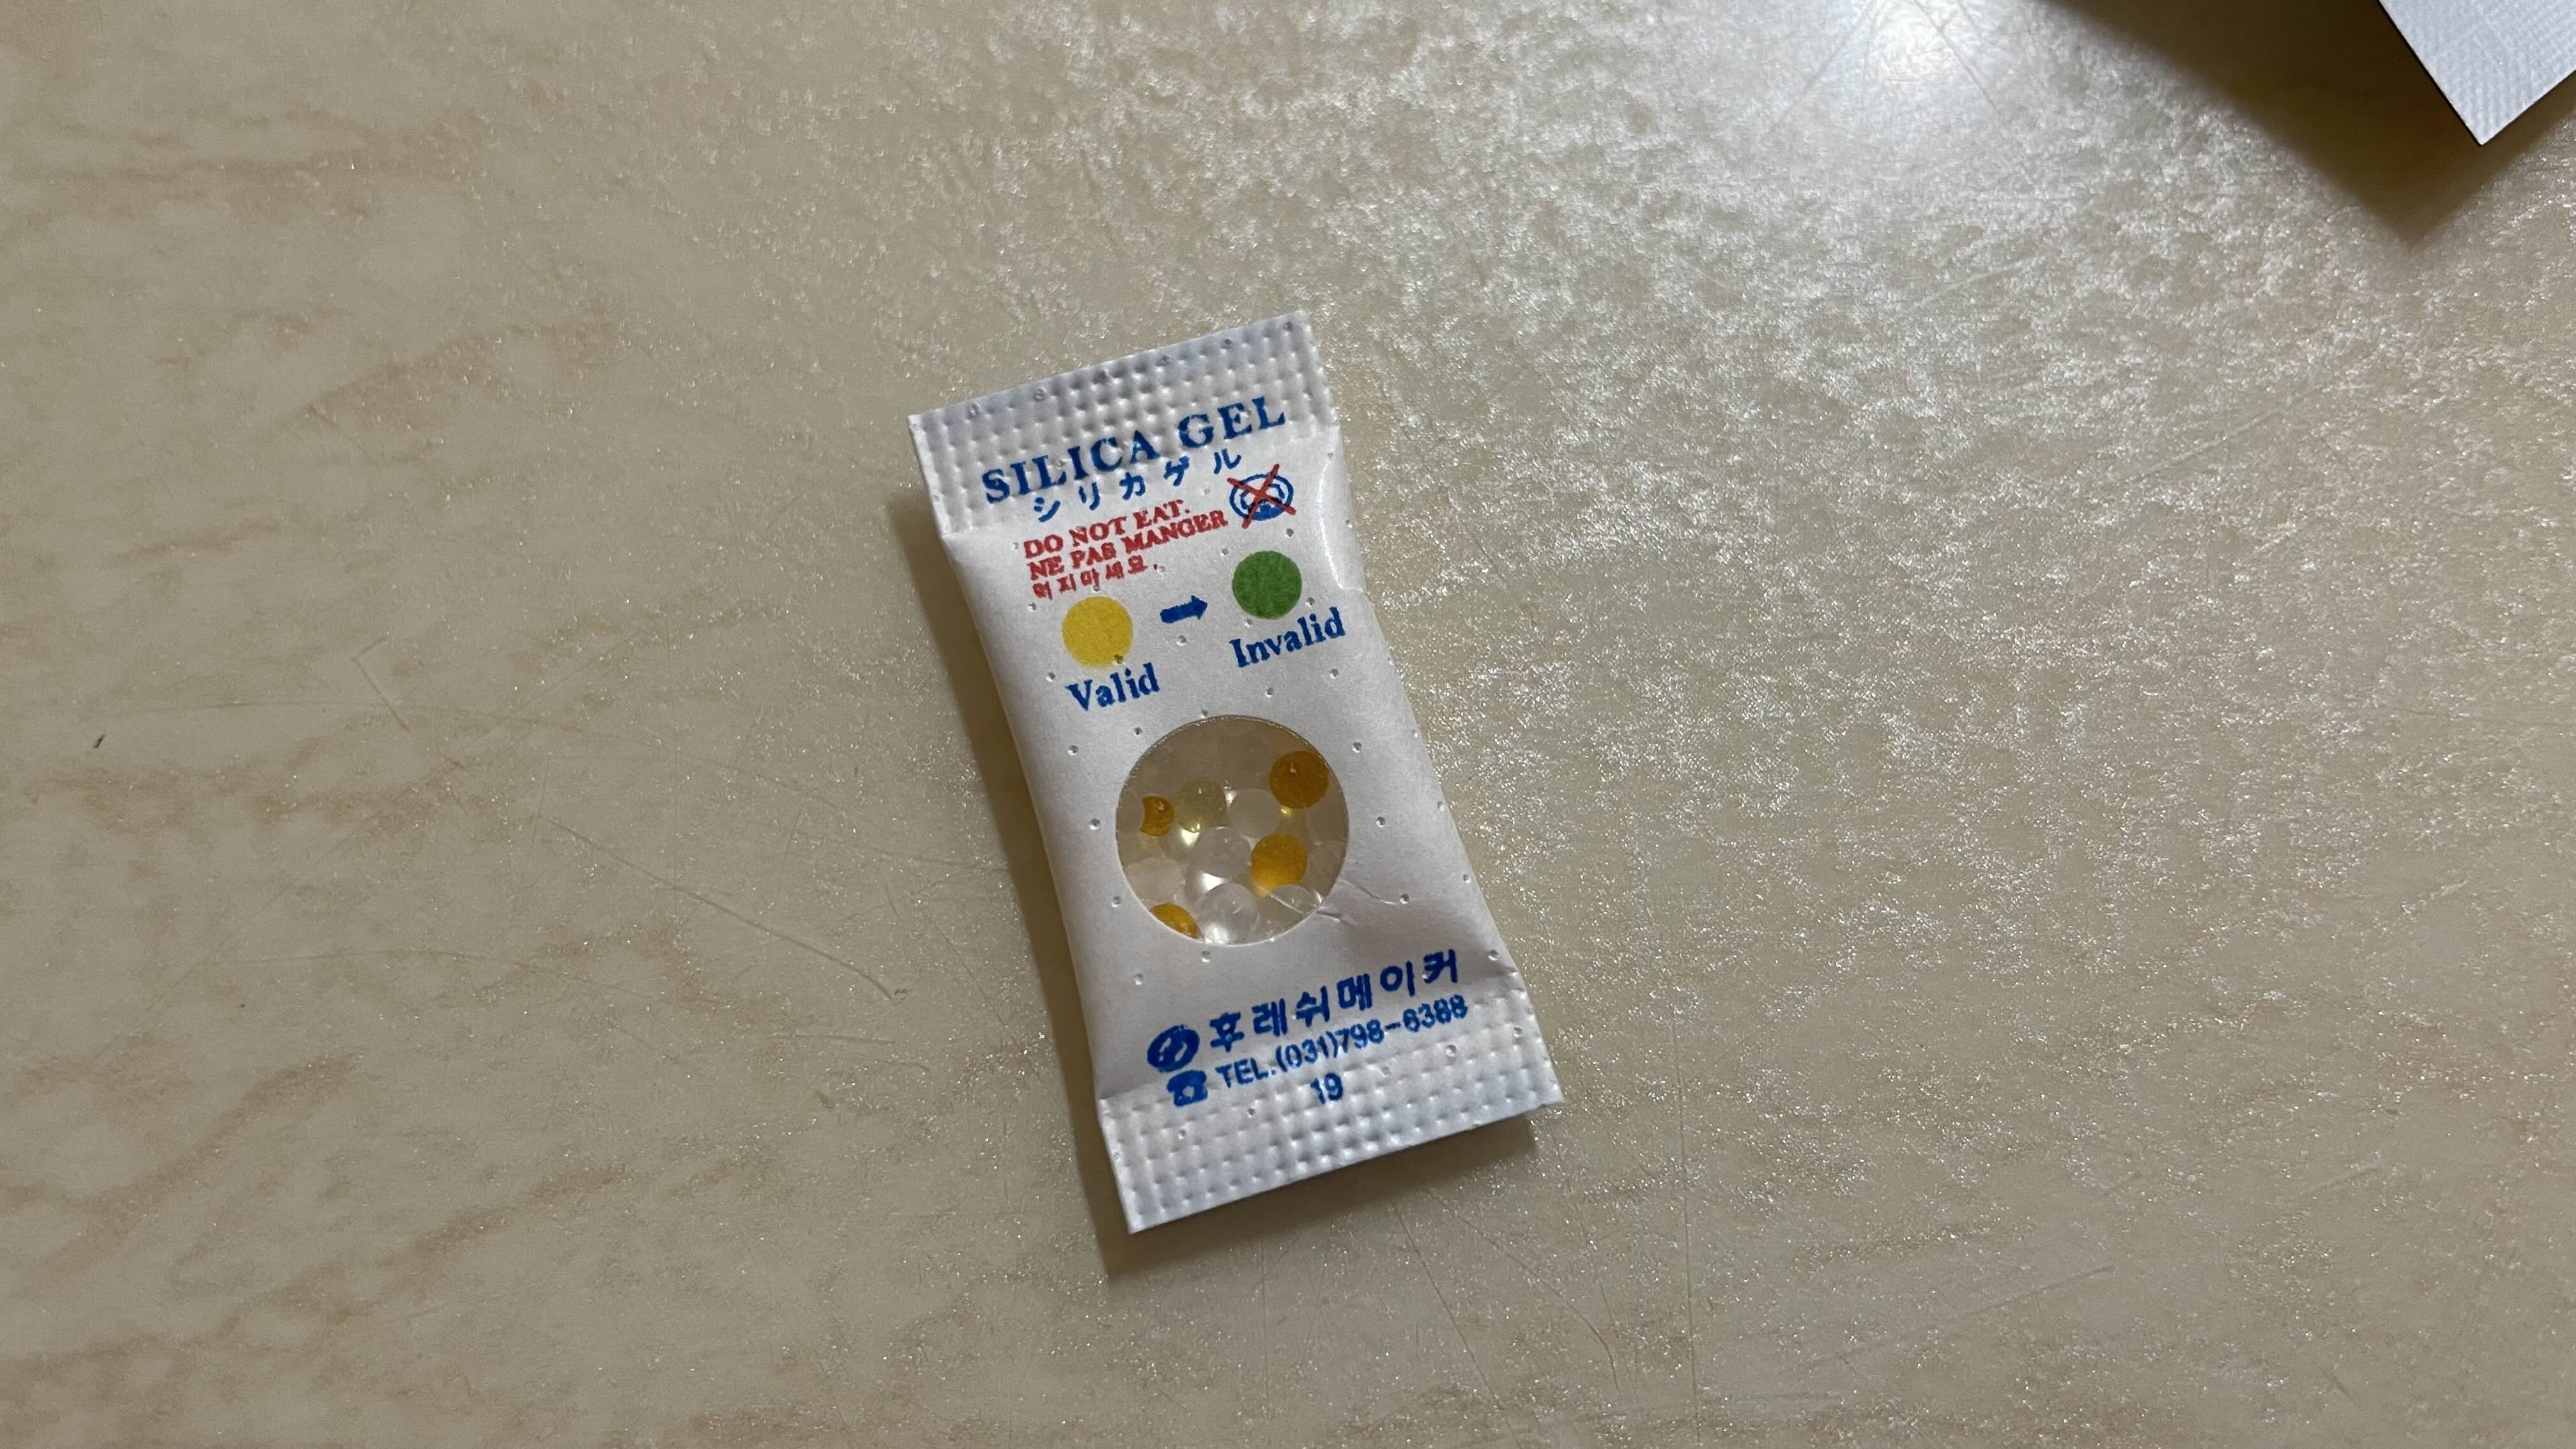 SILICA GEL
シリカゲル
DO NOT EAT.
NE PAS MANGER
먹지마세요.
Valid
Invalid
후레쉬메이커
TEL.(031)798-6388
19